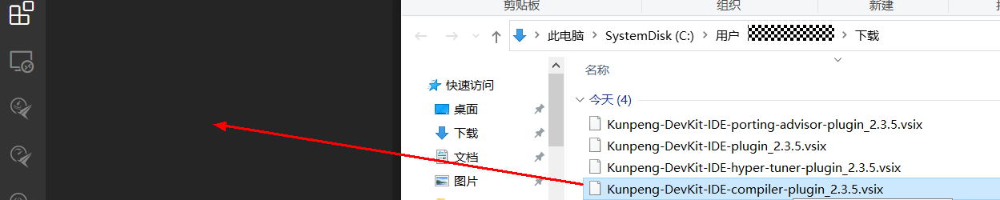 剪贴板 组织 新建
此电脑 > SystemDisk (C:) > 用户 > 下载
名称
快速访问
今天 (4)
桌面
Kunpeng-DevKit-IDE-porting-advisor-plugin_2.3.5.vsix
下载
Kunpeng-DevKit-IDE-plugin_2.3.5.vsix
文档
Kunpeng-DevKit-IDE-hyper-tuner-plugin_2.3.5.vsix
图片
Kunpeng-DevKit-IDE-compiler-plugin_2.3.5.vsix